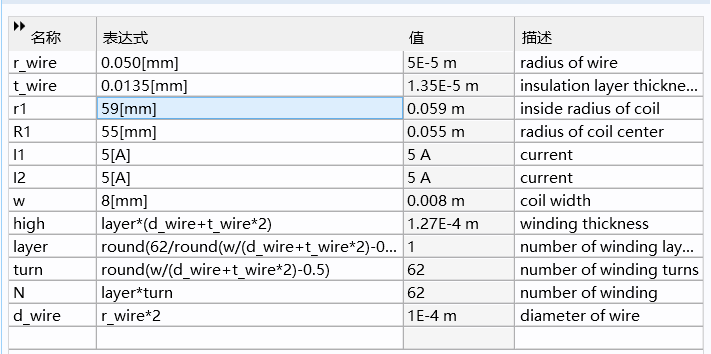 名称 表达式 值 描述
r_wire 0.050[mm] 5E-5 m radius of wire
t_wire 0.0135[mm] 1.35E-5 m insulation layer thickne...
r1 59[mm] 0.059 m inside radius of coil
R1 55[mm] 0.055 m radius of coil center
I1 5[A] 5 A current
I2 5[A] 5 A current
w 8[mm] 0.008 m coil width
high layer*(d_wire+t_wire*2) 1.27E-4 m winding thickness
layer round(62/round(w/(d_wire+t_wire*2)-0... 1 number of winding lay...
turn round(w/(d_wire+t_wire*2)-0.5) 62 number of winding turns
N layer*turn 62 number of winding
d_wire r_wire*2 1E-4 m diameter of wire